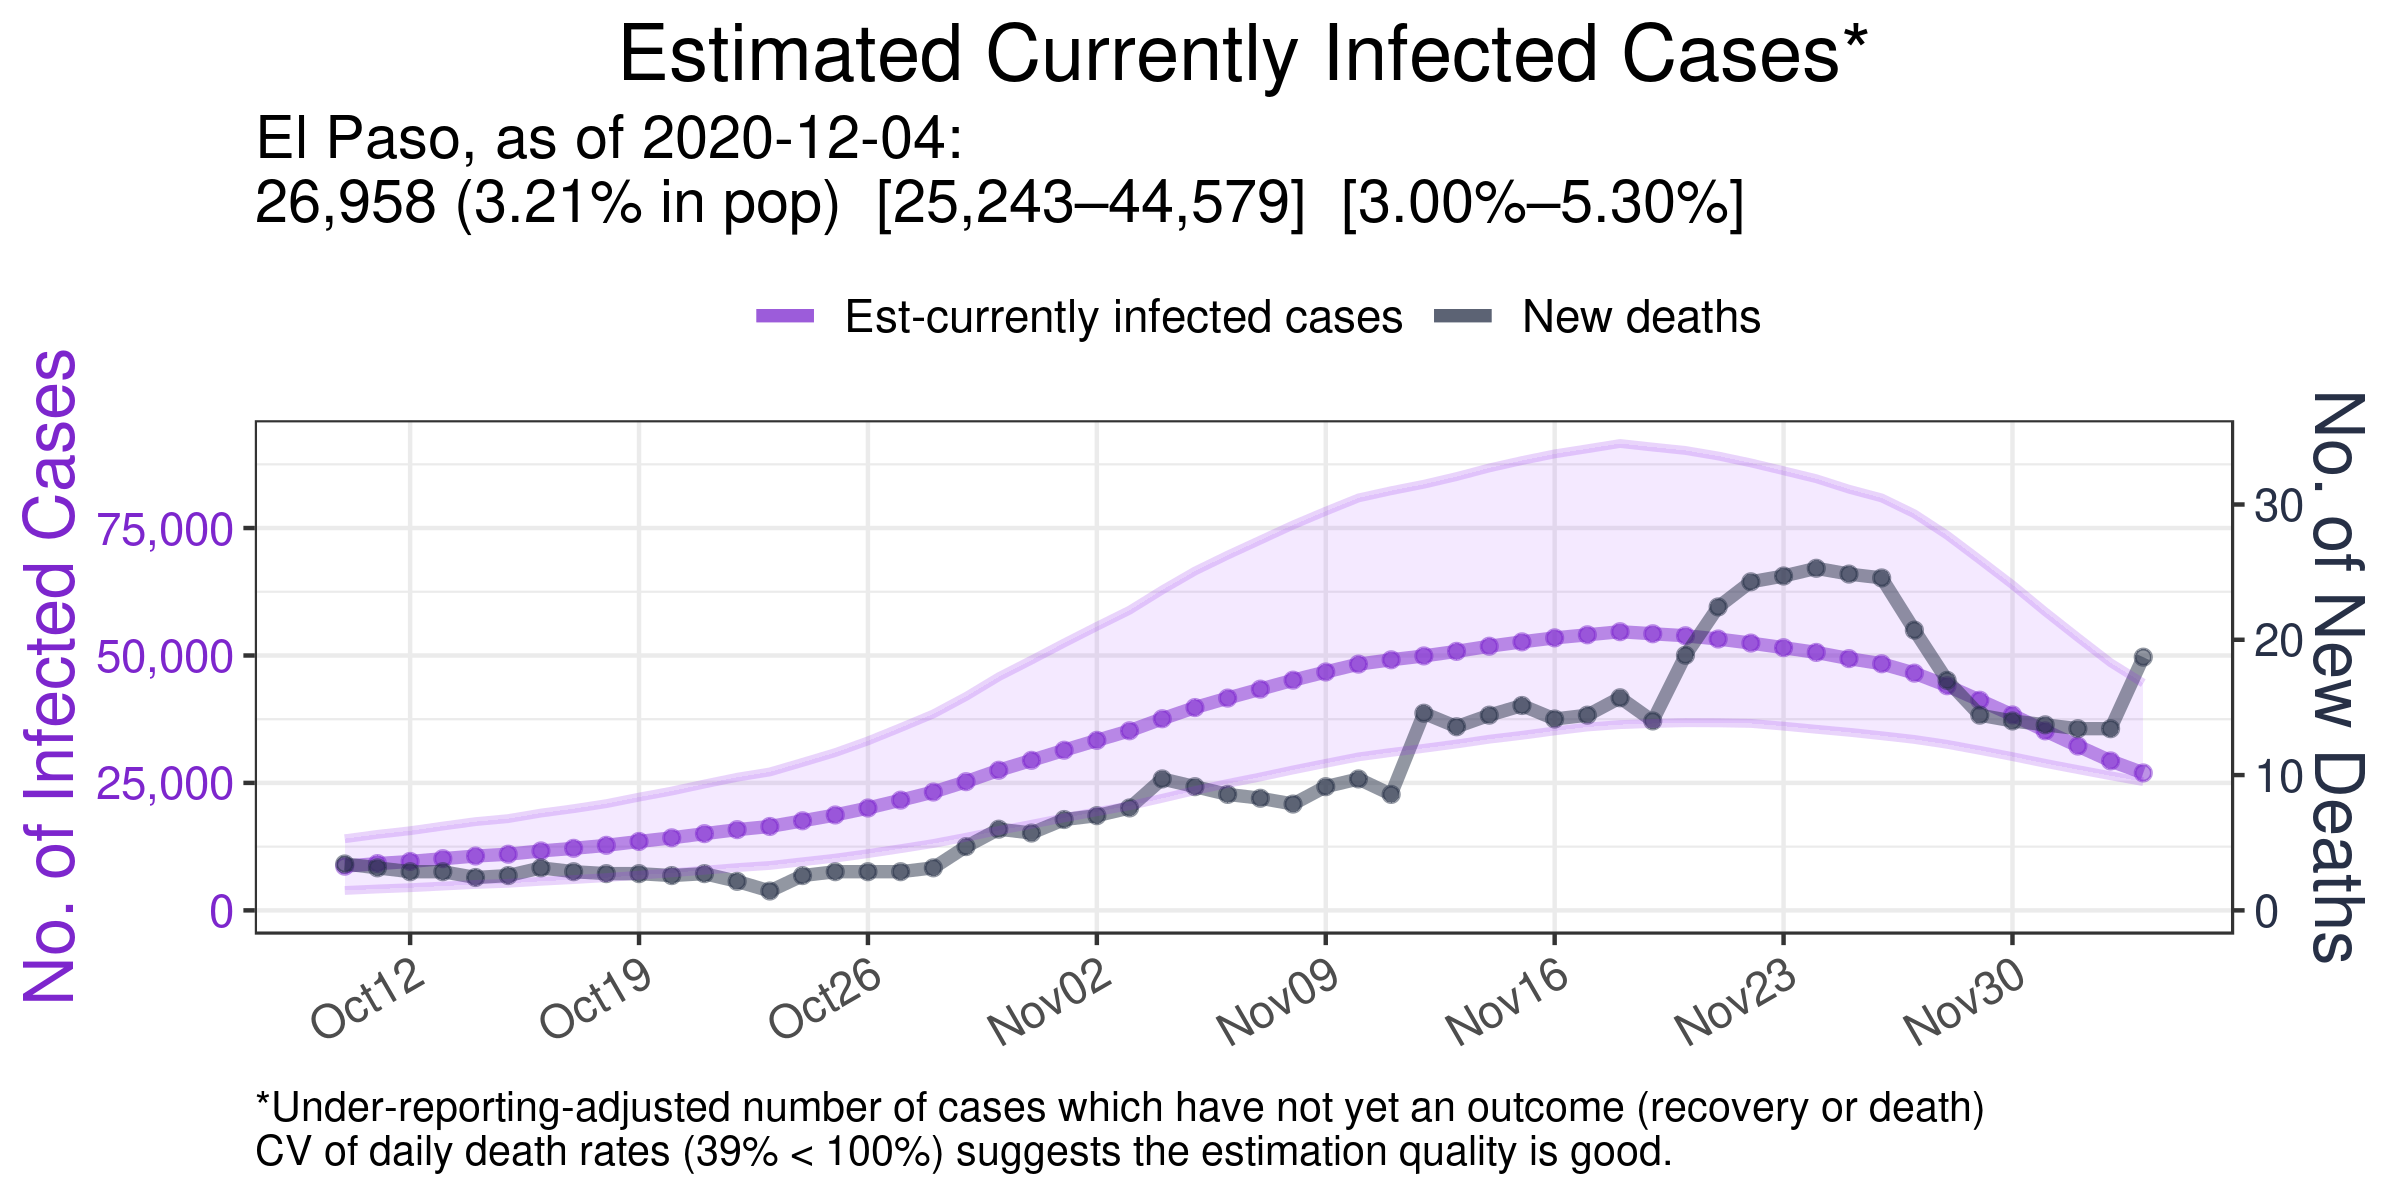 Estimated Currently Infected Cases*
El Paso, as of 2020-12-04:
26,958 (3.21% in pop)  [25,243–44,579]  [3.00%–5.30%]
Est-currently infected cases
New deaths
No. of Infected Cases
75,000
50,000
25,000
0
30
20
10
0
No. of New Deaths
Oct12
Oct19
Oct26
Nov02
Nov09
Nov16
Nov23
Nov30
*Under-reporting-adjusted number of cases which have not yet an outcome (recovery or death)
CV of daily death rates (39% < 100%) suggests the estimation quality is good.